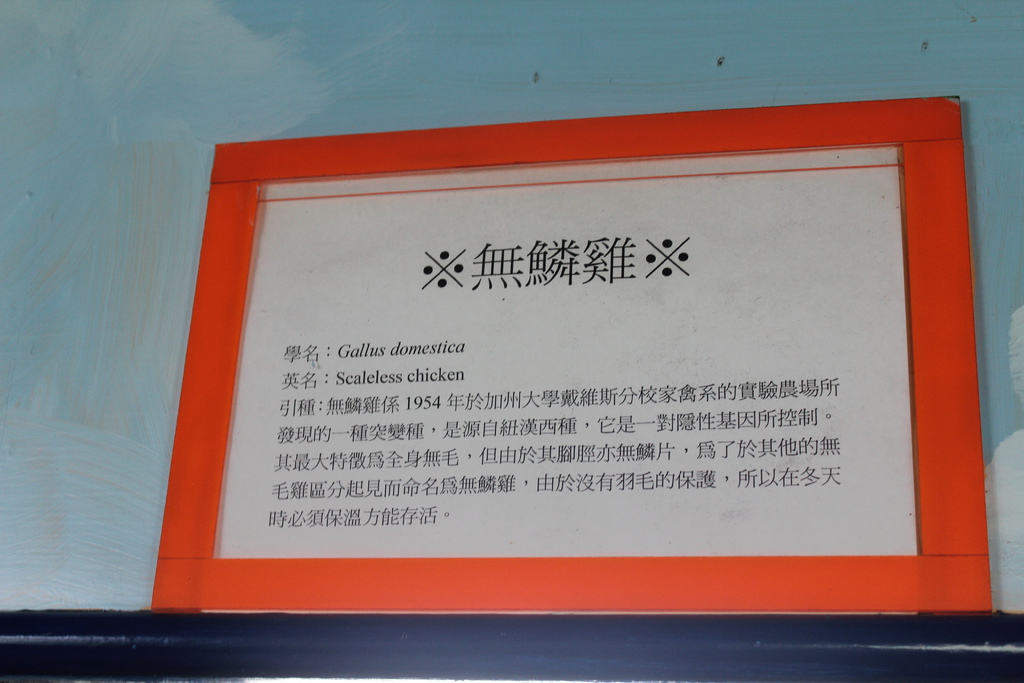 ※無鱗雞※
學名：Gallus domestica
英名：Scaleless chicken
引種：無鱗雞係 1954 年於加州大學戴維斯分校家禽系的實驗農場所
發現的一種突變種，是源自紐漢西種，它是一對隱性基因所控制。
其最大特徵為全身無毛，但由於其腳脛亦無鱗片，為了於其他的無
毛雞區分起見而命名為無鱗雞，由於沒有羽毛的保護，所以在冬天
時必須保溫方能存活。